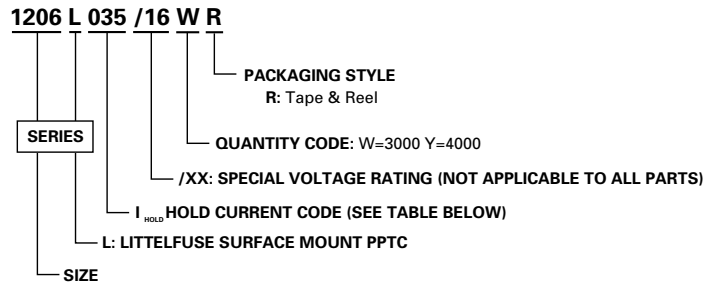 1206 L 035 /16 W R
PACKAGING STYLE
R: Tape & Reel
SERIES
QUANTITY CODE: W=3000 Y=4000
/XX: SPECIAL VOLTAGE RATING (NOT APPLICABLE TO ALL PARTS)
I HOLD HOLD CURRENT CODE (SEE TABLE BELOW)
L: LITTELFUSE SURFACE MOUNT PPTC
SIZE